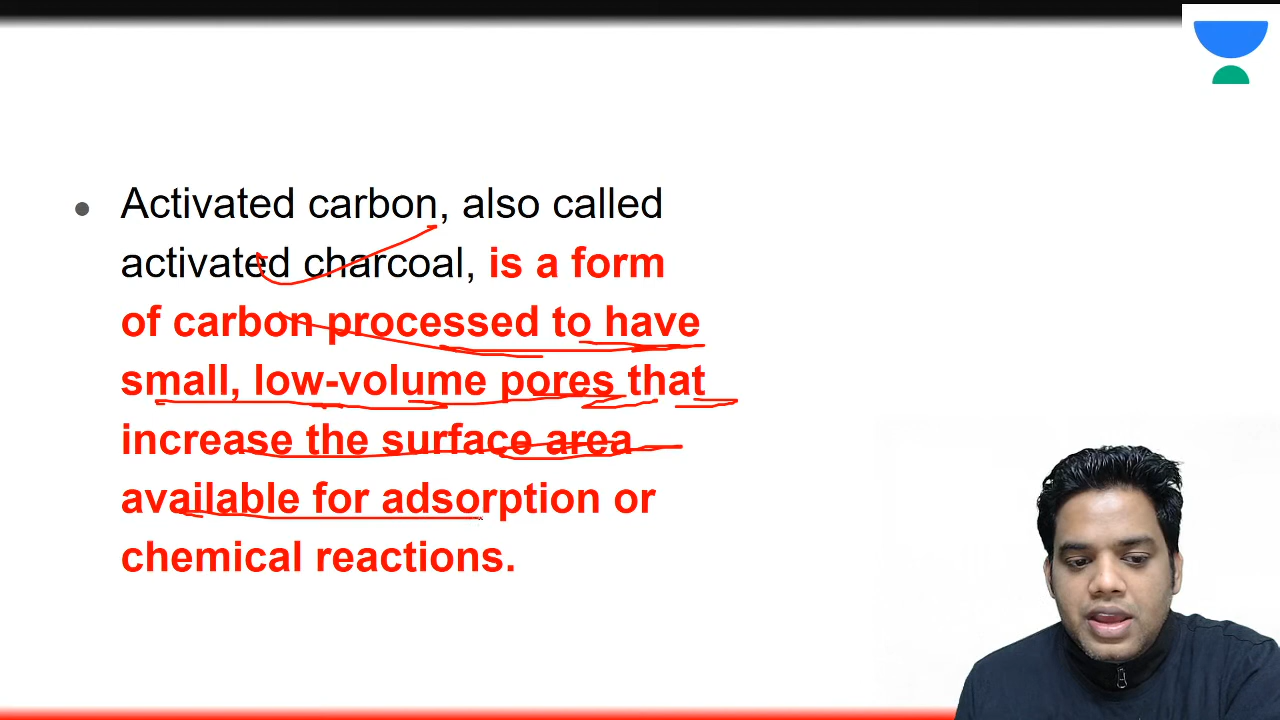 Activated carbon, also called
activated charcoal, is a form
of carbon processed to have
small, low-volume pores that
increase the surface area
available for adsorption or
chemical reactions.